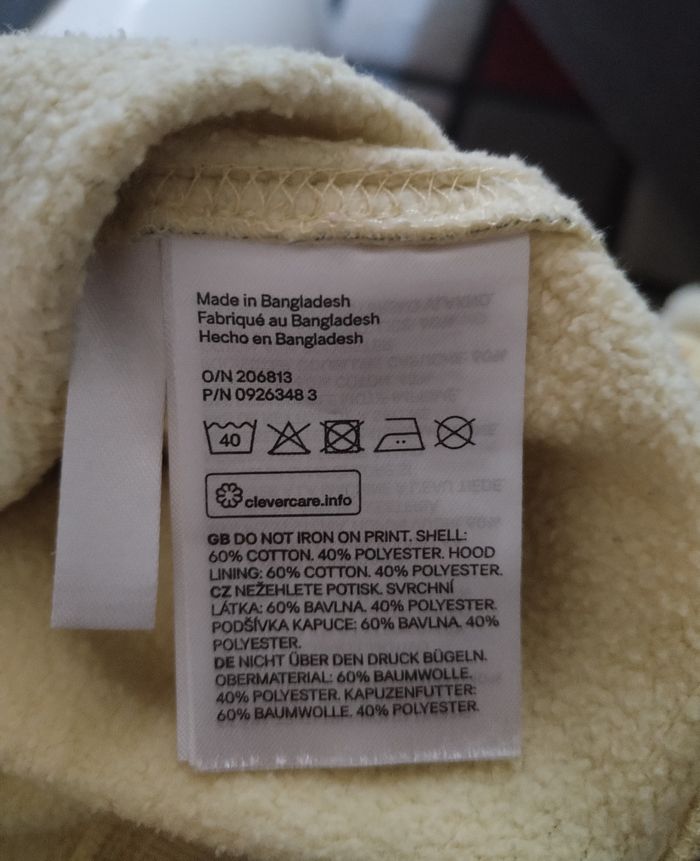 Made in Bangladesh
Fabriqué au Bangladesh
Hecho en Bangladesh
O/N 206813
P/N 0926348 3
40
clevercare.info
GB DO NOT IRON ON PRINT. SHELL:
60% COTTON. 40% POLYESTER. HOOD
LINING: 60% COTTON. 40% POLYESTER.
CZ NEŽEHLETE POTISK. SVRCHNÍ
LÁTKA: 60% BAVLNA. 40% POLYESTER.
PODŠÍVKA KAPUCE: 60% BAVLNA. 40%
POLYESTER.
DE NICHT ÜBER DEN DRUCK BÜGELN.
OBERMATERIAL: 60% BAUMWOLLE.
40% POLYESTER. KAPUZENFUTTER:
60% BAUMWOLLE. 40% POLYESTER.